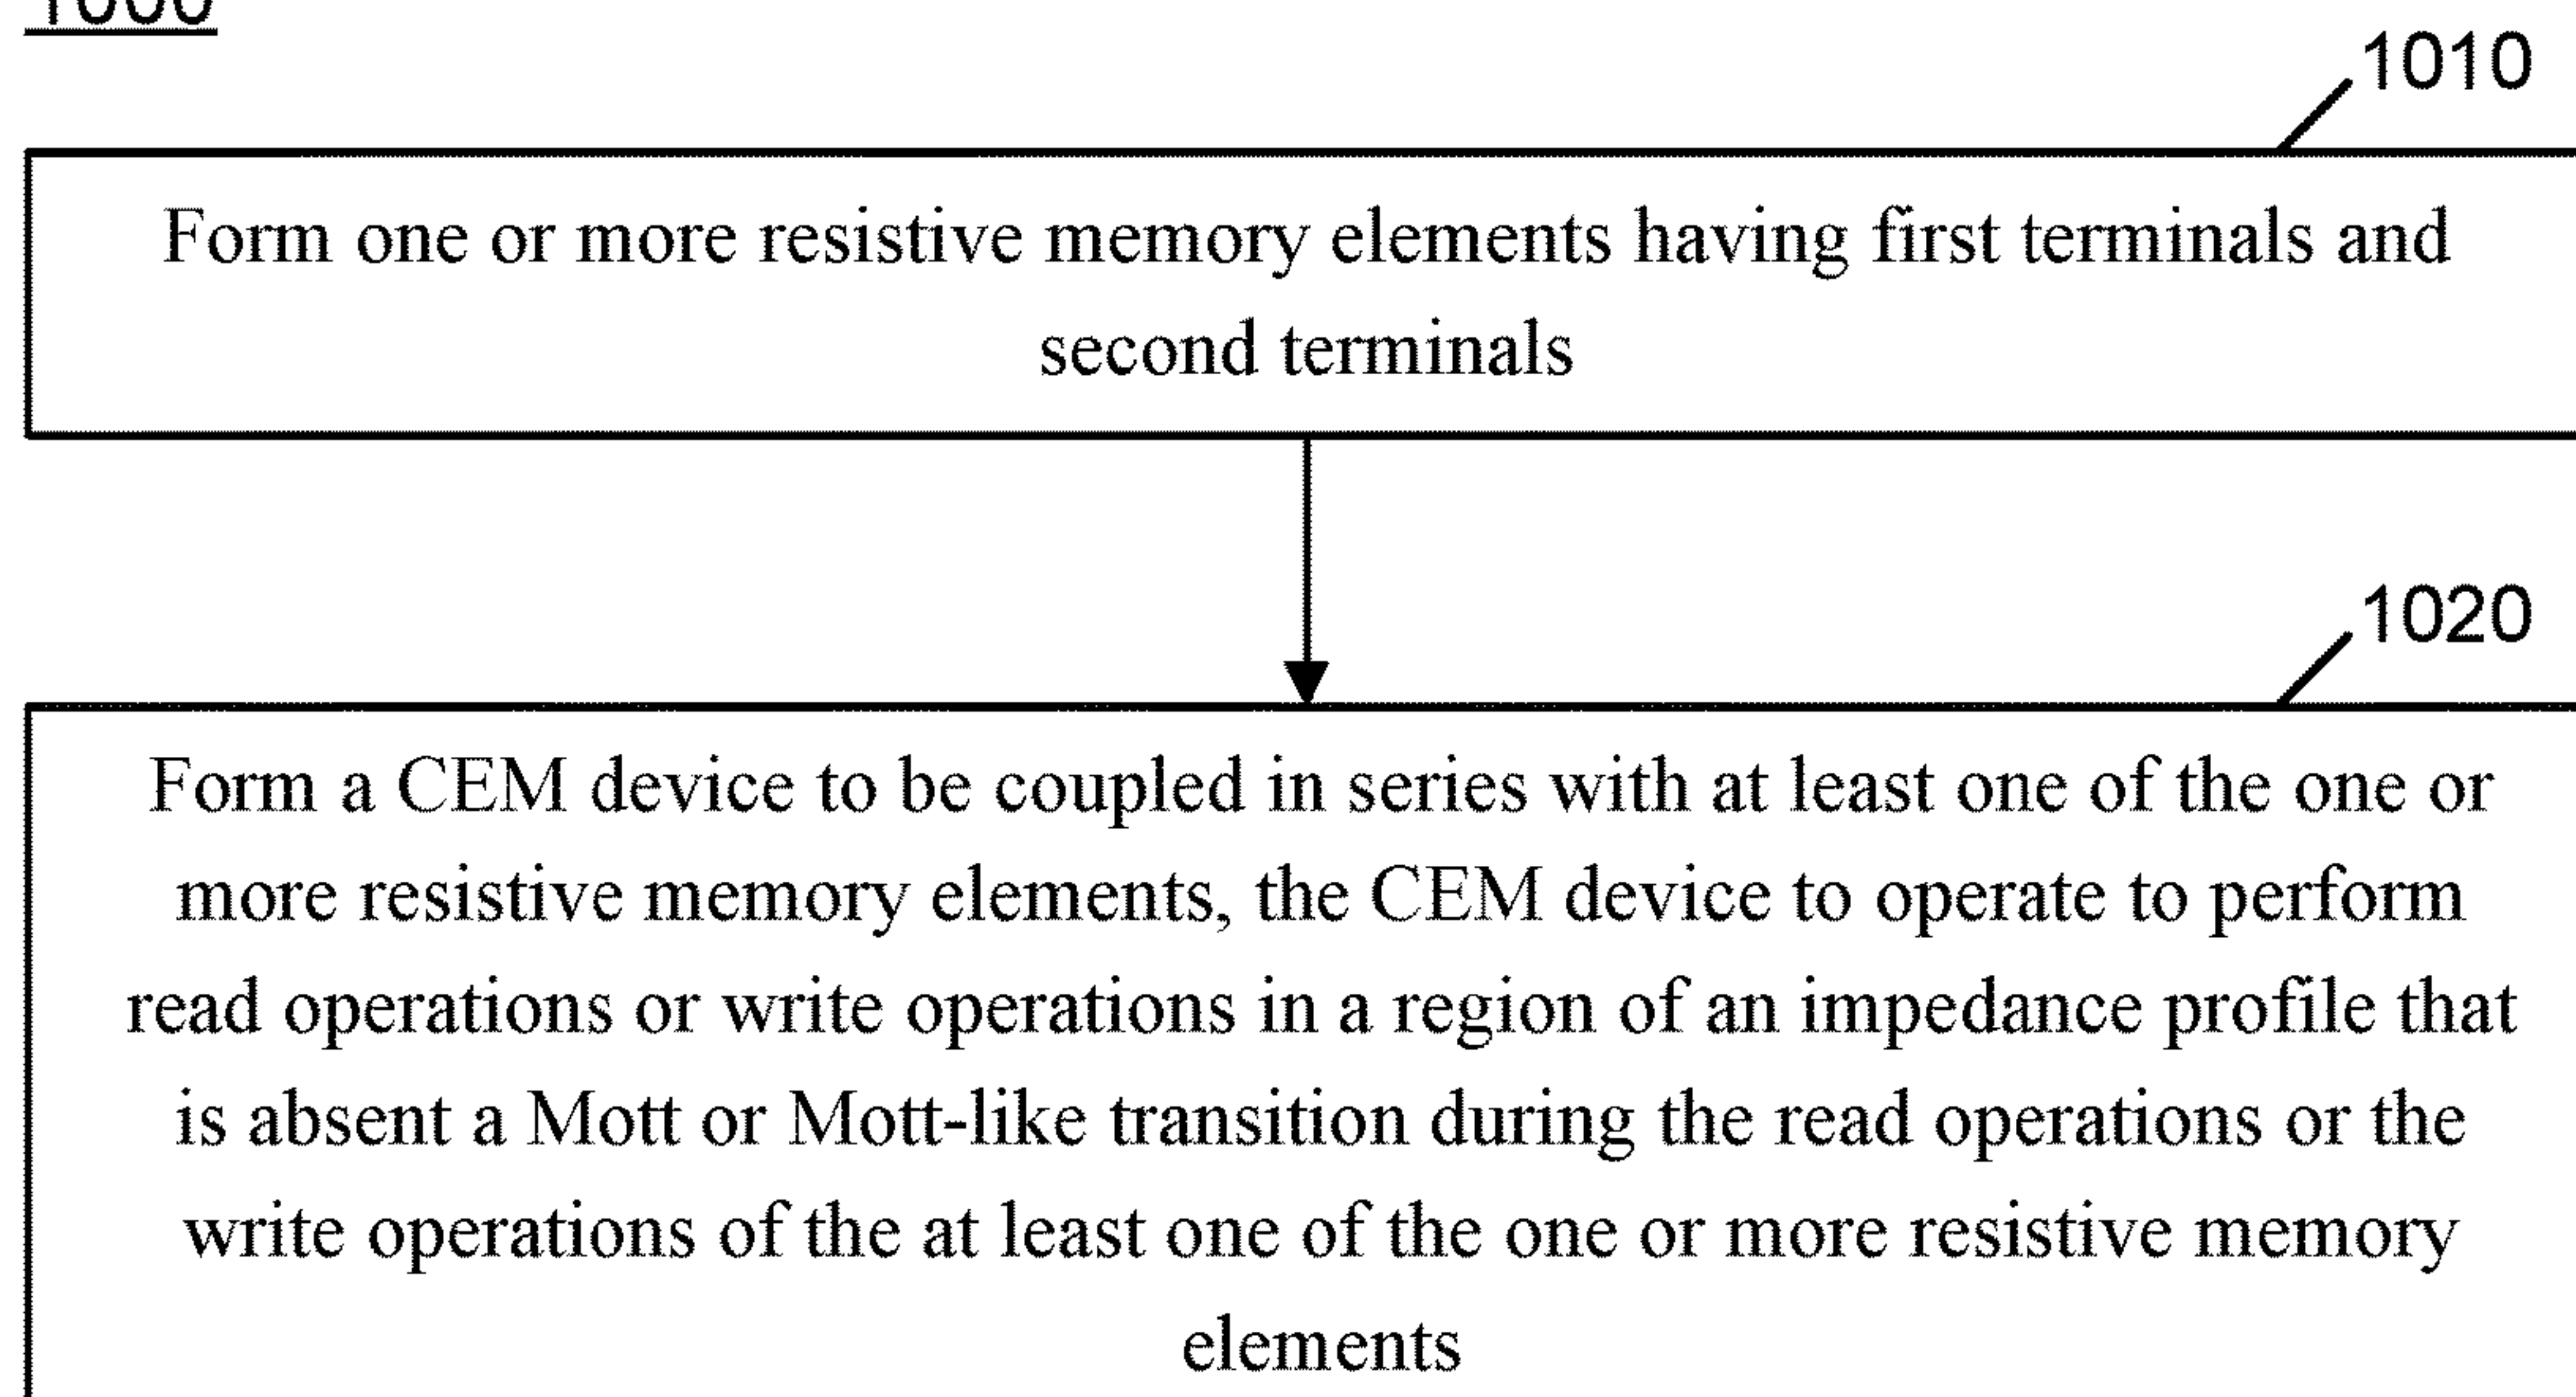 1000
1010
Form one or more resistive memory elements having first terminals and
second terminals
1020
Form a CEM device to be coupled in series with at least one of the one or
more resistive memory elements, the CEM device to operate to perform
read operations or write operations in a region of an impedance profile that
is absent a Mott or Mott-like transition during the read operations or the
write operations of the at least one of the one or more resistive memory
elements